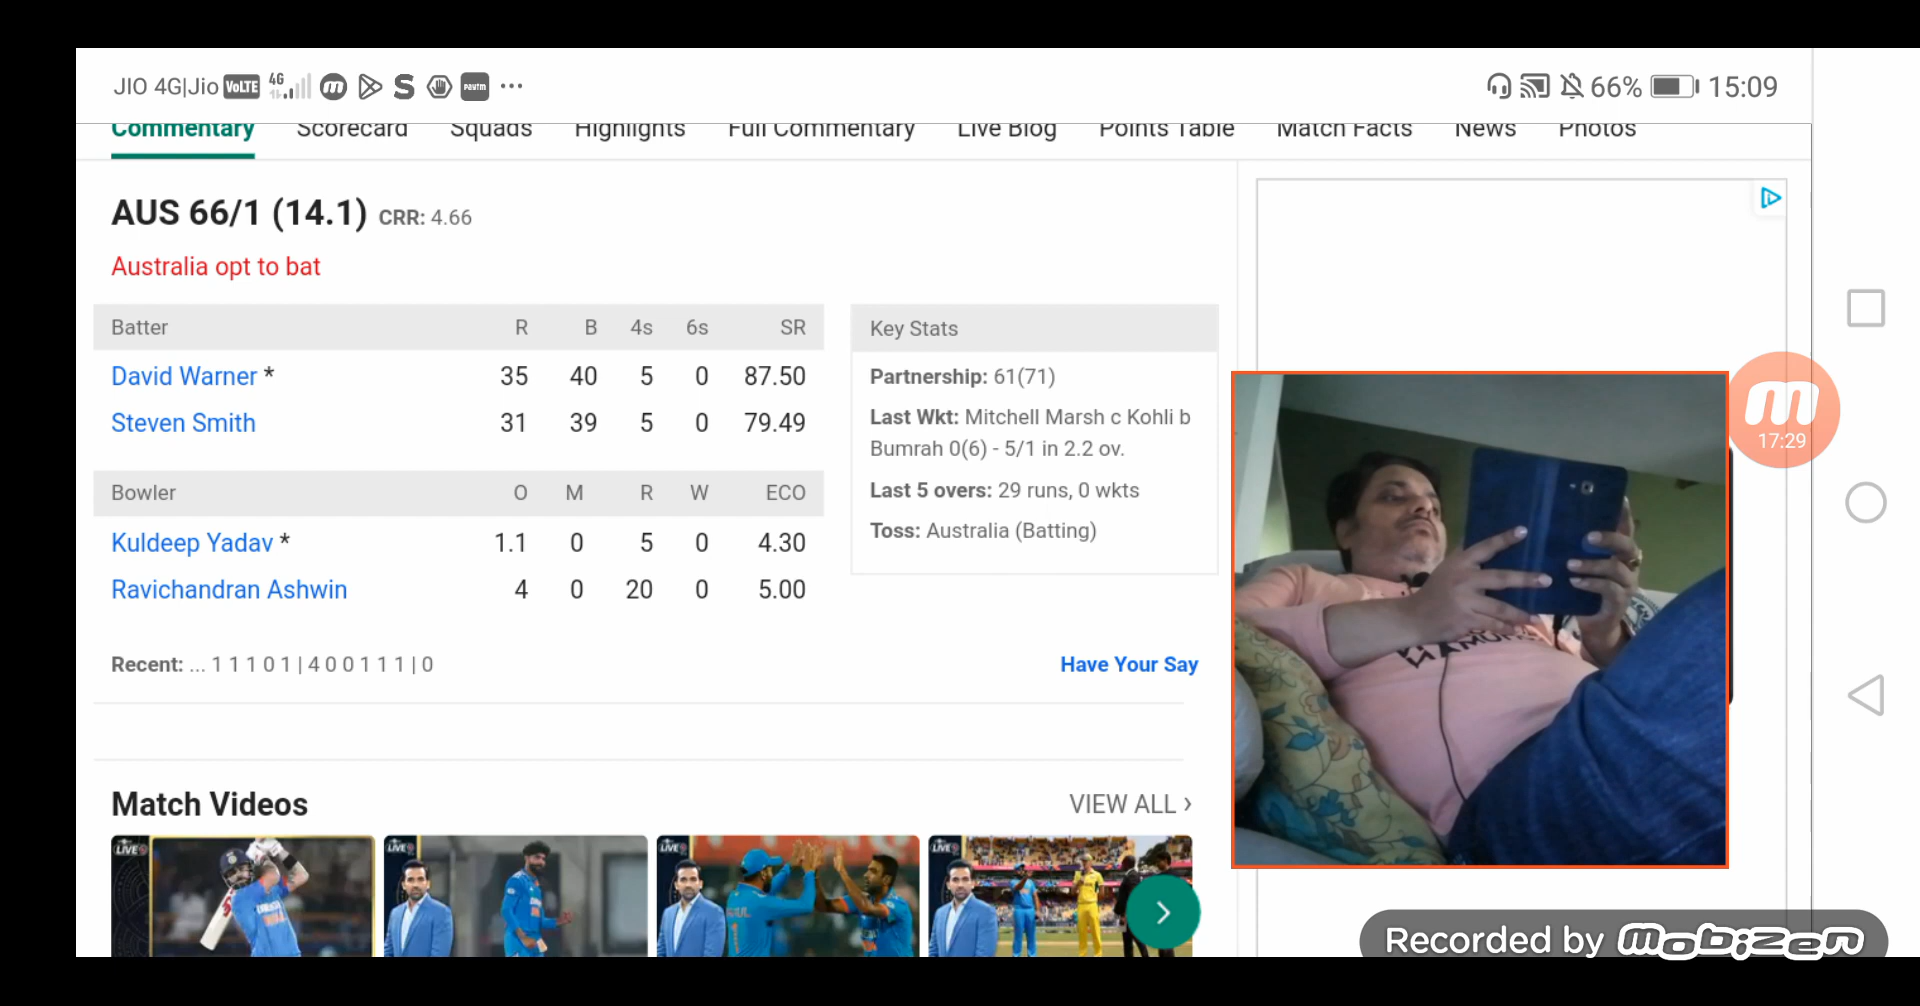 JIO 4G|Jio VoLTE 4G m S Paytm ... 66% 15:09
Commentary Scorecard Squads Highlights Full Commentary Live Blog Points Table Match Facts News Photos
AUS 66/1 (14.1) CRR: 4.66
Australia opt to bat
Batter R B 4s 6s SR
David Warner * 35 40 5 0 87.50
Steven Smith 31 39 5 0 79.49
Bowler O M R W ECO
Kuldeep Yadav * 1.1 0 5 0 4.30
Ravichandran Ashwin 4 0 20 0 5.00
Recent: ... 1 1 1 0 1 | 4 0 0 1 1 1 | 0
Have Your Say
Key Stats
Partnership: 61(71)
Last Wkt: Mitchell Marsh c Kohli b
Bumrah 0(6) - 5/1 in 2.2 ov.
Last 5 overs: 29 runs, 0 wkts
Toss: Australia (Batting)
m
17:29
Match Videos
VIEW ALL ›
LIVE
LIVE
LIVE
LIVE
Recorded by mobizen